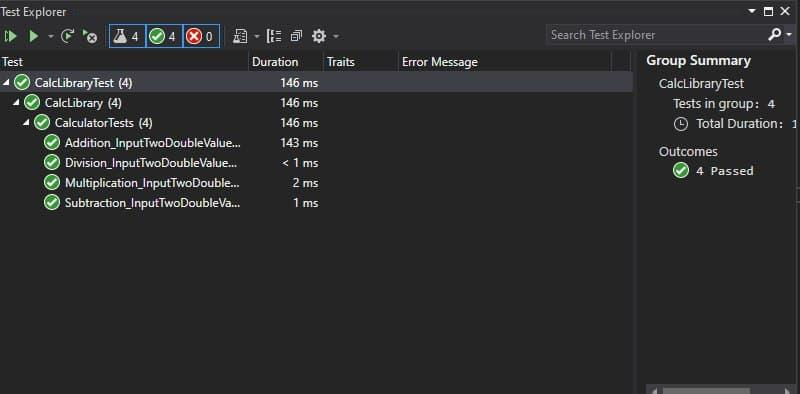 Test Explorer
4 4 0
Search Test Explorer
Test Duration Traits Error Message
CalcLibraryTest (4) 146 ms
CalcLibrary (4) 146 ms
CalculatorTests (4) 146 ms
Addition_InputTwoDoubleValue... 143 ms
Division_InputTwoDoubleValue... < 1 ms
Multiplication_InputTwoDouble... 2 ms
Subtraction_InputTwoDoubleVa... 1 ms
Group Summary
CalcLibraryTest
Tests in group: 4
Total Duration: 1
Outcomes
4 Passed